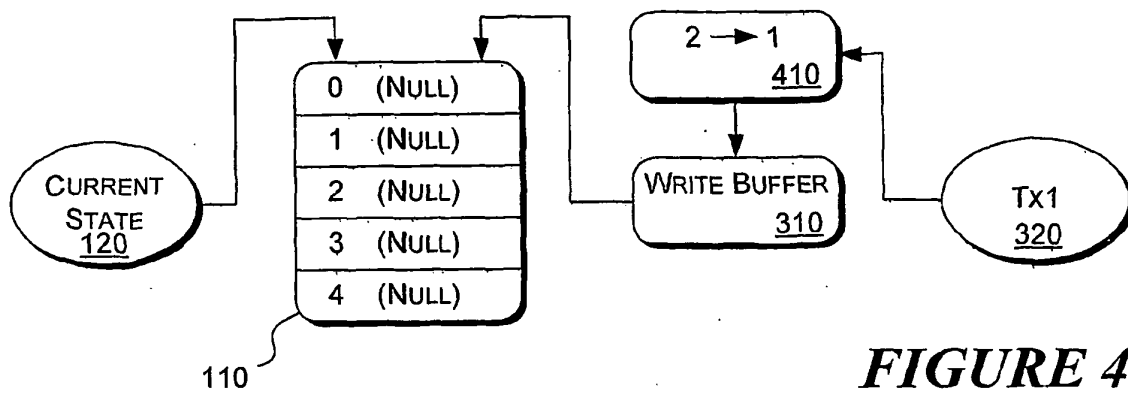 2 → 1
410
0 (NULL)
1 (NULL)
2 (NULL)
3 (NULL)
4 (NULL)
CURRENT
STATE
120
WRITE BUFFER
310
Tx1
320
110
FIGURE 4